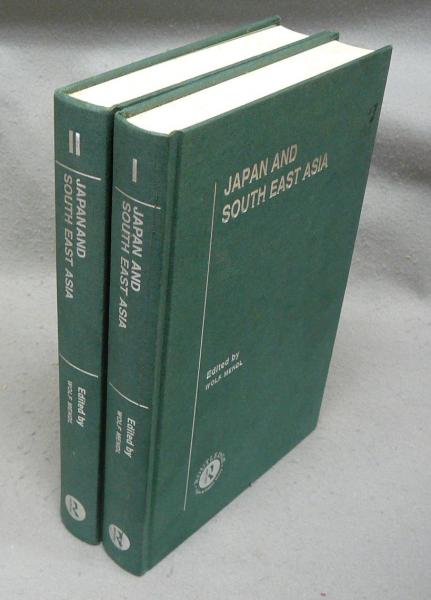 II
JAPAN AND
SOUTH EAST ASIA
Edited by
WOLF MENDL
R
I
JAPAN AND
SOUTH EAST ASIA
Edited by
WOLF MENDL
R
JAPAN AND
SOUTH EAST ASIA
Edited by
WOLF MENDL
R